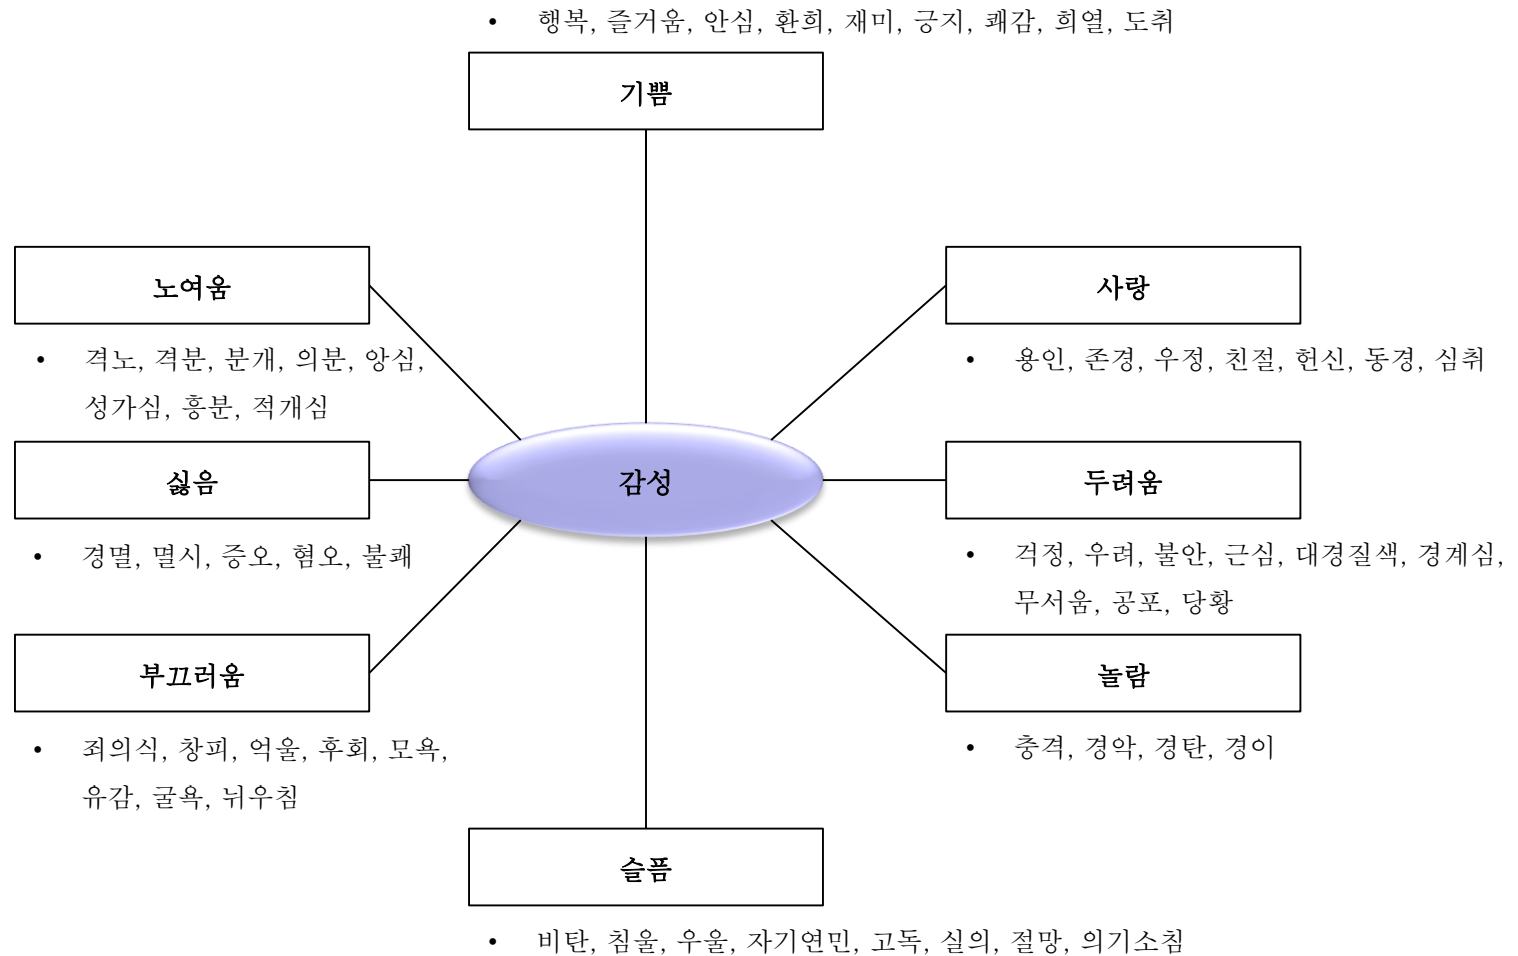 • 행복, 즐거움, 안심, 환희, 재미, 긍지, 쾌감, 희열, 도취
기쁨
노여움
• 격노, 격분, 분개, 의분, 앙심,
성가심, 흥분, 적개심
사랑
• 용인, 존경, 우정, 친절, 헌신, 동경, 심취
싫음
• 경멸, 멸시, 증오, 혐오, 불쾌
감성
두려움
• 걱정, 우려, 불안, 근심, 대경질색, 경계심,
무서움, 공포, 당황
부끄러움
• 죄의식, 창피, 억울, 후회, 모욕,
유감, 굴욕, 뉘우침
놀람
• 충격, 경악, 경탄, 경이
슬픔
• 비탄, 침울, 우울, 자기연민, 고독, 실의, 절망, 의기소침